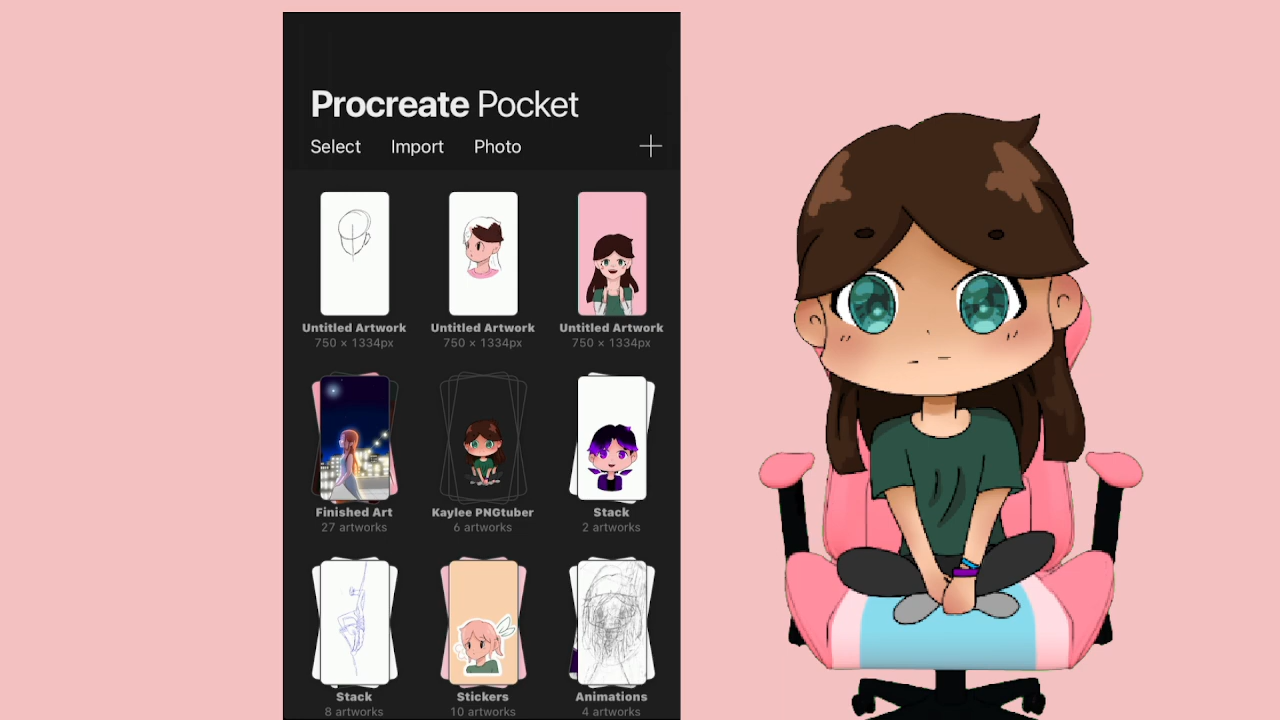 Procreate Pocket
Select Import Photo
Untitled Artwork Untitled Artwork Untitled Artwork
750 × 1334px 750 × 1334px 750 × 1334px
Finished Art Kaylee PNGtuber Stack
27 artworks 6 artworks 2 artworks
Stack Stickers Animations
8 artworks 10 artworks 4 artworks